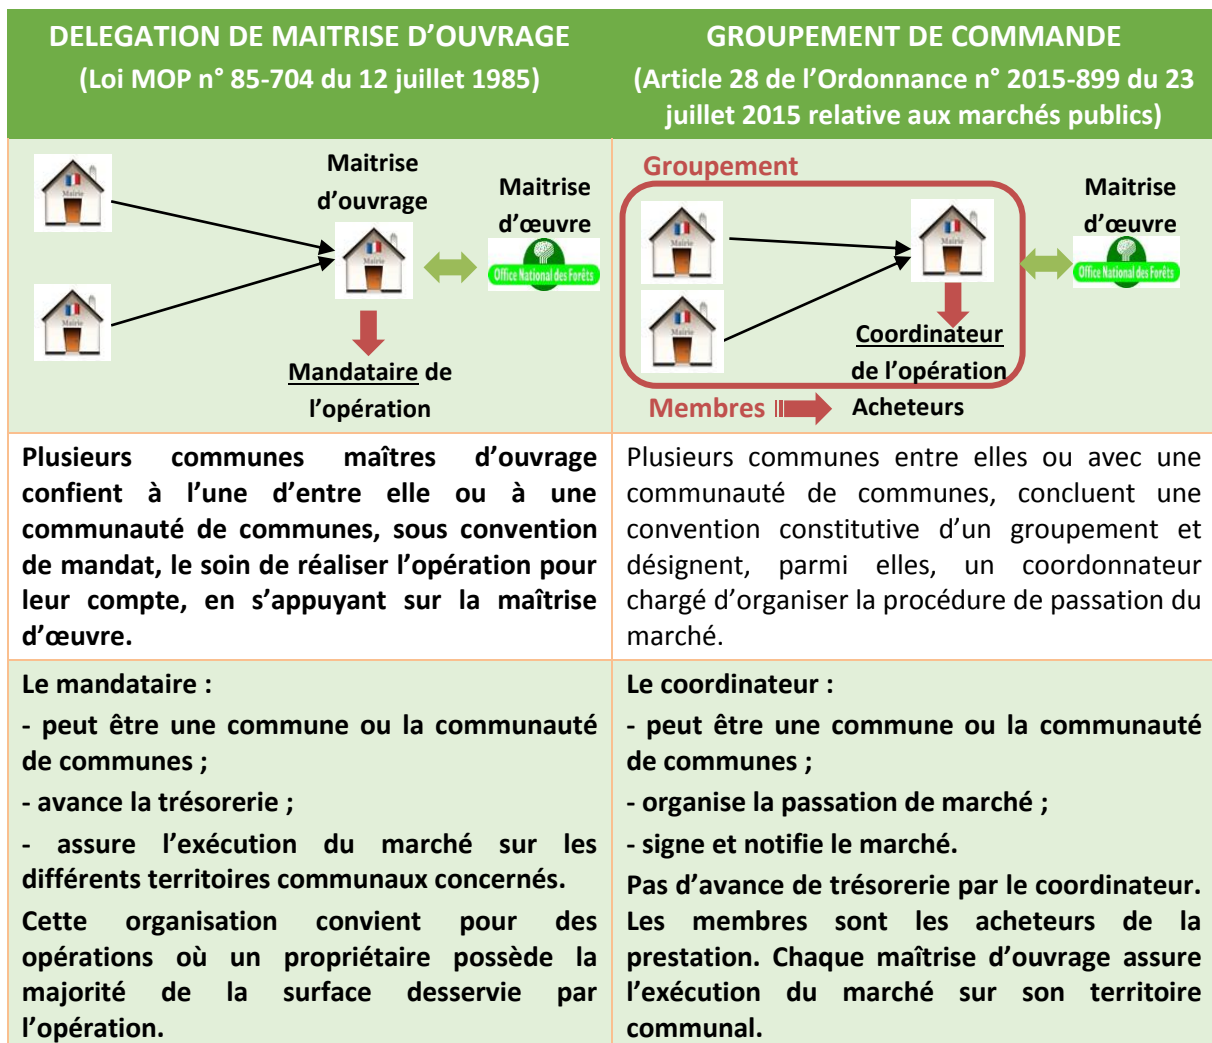 DELEGATION DE MAITRISE D’OUVRAGE
(Loi MOP n° 85-704 du 12 juillet 1985)
GROUPEMENT DE COMMANDE
(Article 28 de l’Ordonnance n° 2015-899 du 23
juillet 2015 relative aux marchés publics)
Maitrise
d’ouvrage
Maitrise
d’œuvre
Mairie
Mairie
Mairie
Office National des Forêts
Mandataire de
l’opération
Groupement
Maitrise
d’œuvre
Mairie
Mairie
Mairie
Office National des Forêts
Coordinateur
de l’opération
Membres
Acheteurs
Plusieurs communes maîtres d’ouvrage
confient à l’une d’entre elle ou à une
communauté de communes, sous convention
de mandat, le soin de réaliser l’opération pour
leur compte, en s’appuyant sur la maîtrise
d’œuvre.
Plusieurs communes entre elles ou avec une
communauté de communes, concluent une
convention constitutive d’un groupement et
désignent, parmi elles, un coordonnateur
chargé d’organiser la procédure de passation du
marché.
Le mandataire :
- peut être une commune ou la communauté
de communes ;
- avance la trésorerie ;
- assure l’exécution du marché sur les
différents territoires communaux concernés.
Cette organisation convient pour des
opérations où un propriétaire possède la
majorité de la surface desservie par
l’opération.
Le coordinateur :
- peut être une commune ou la communauté
de communes ;
- organise la passation de marché ;
- signe et notifie le marché.
Pas d’avance de trésorerie par le coordinateur.
Les membres sont les acheteurs de la
prestation. Chaque maîtrise d’ouvrage assure
l’exécution du marché sur son territoire
communal.